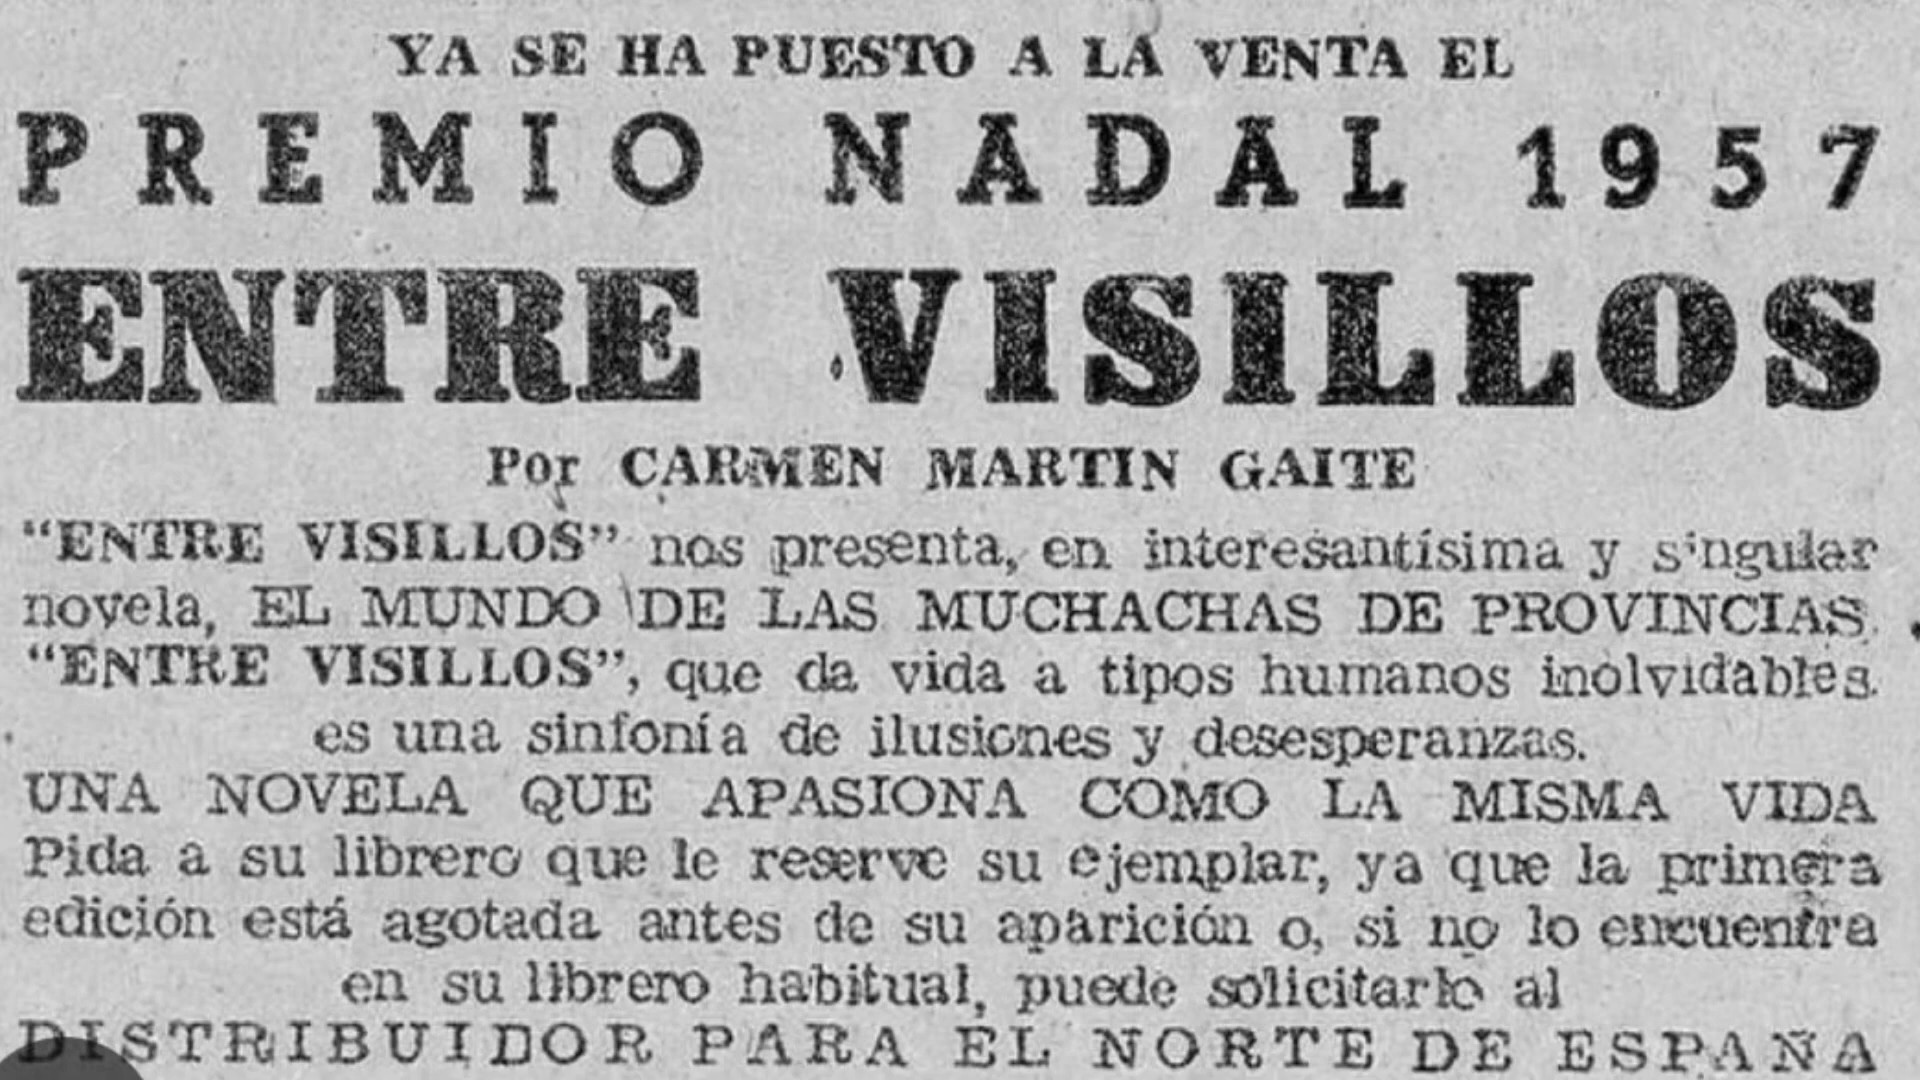 YA SE HA PUESTO A LA VENTA EL
PREMIO NADAL 1957
ENTRE VISILLOS
Por CARMEN MARTIN GAITE
“ENTRE VISILLOS” nos presenta, en interesantísima y singular
novela, EL MUNDO DE LAS MUCHACHAS DE PROVINCIAS.
“ENTRE VISILLOS”, que da vida a tipos humanos inolvidables.
es una sinfonía de ilusiones y desesperanzas.
UNA NOVELA QUE APASIONA COMO LA MISMA VIDA
Pida a su librero que le reserve su ejemplar, ya que la primera
edición está agotada antes de su aparición o, si no lo encuentra
en su librero habitual, puede solicitarlo al
DISTRIBUIDOR PARA EL NORTE DE ESPAÑA